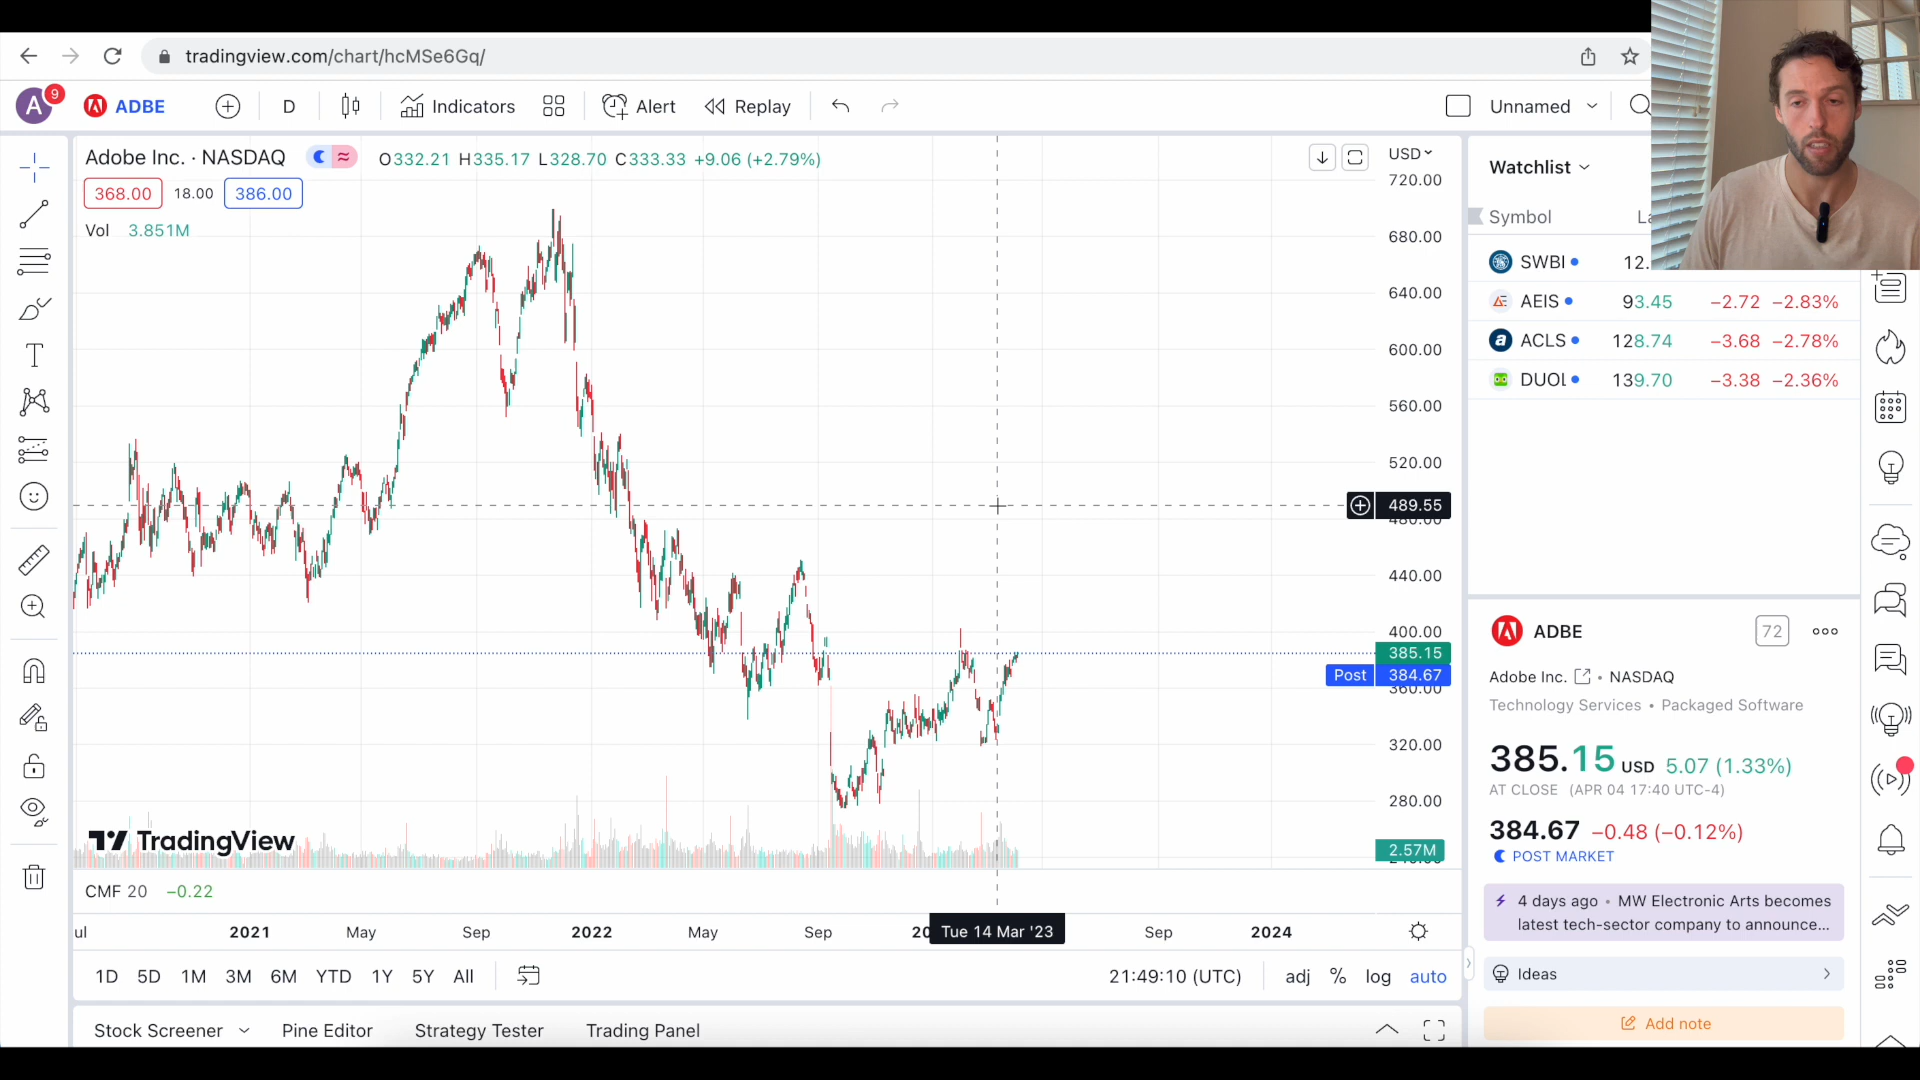 tradingview.com/chart/hcMSe6Gq/
A 9 ADBE D Indicators Alert Replay Unnamed
Adobe Inc. · NASDAQ O332.21 H335.17 L328.70 C333.33 +9.06 (+2.79%)
368.00 18.00 386.00
Vol 3.851M
USD
720.00
680.00
640.00
600.00
560.00
520.00
489.55
440.00
400.00
385.15
Post 384.67
360.00
320.00
280.00
2.57M
TradingView
CMF 20 −0.22
2021 May Sep 2022 May Sep Tue 14 Mar '23 Sep 2024
1D 5D 1M 3M 6M YTD 1Y 5Y All 21:49:10 (UTC) adj % log auto
Stock Screener Pine Editor Strategy Tester Trading Panel
Watchlist
Symbol
SWBI 12.
AEIS 93.45 −2.72 −2.83%
ACLS 128.74 −3.68 −2.78%
DUOL 139.70 −3.38 −2.36%
ADBE 72
Adobe Inc. • NASDAQ
Technology Services • Packaged Software
385.15 USD 5.07 (1.33%)
AT CLOSE (APR 04 17:40 UTC-4)
384.67 −0.48 (−0.12%)
POST MARKET
4 days ago • MW Electronic Arts becomes
latest tech-sector company to announce...
Ideas
Add note